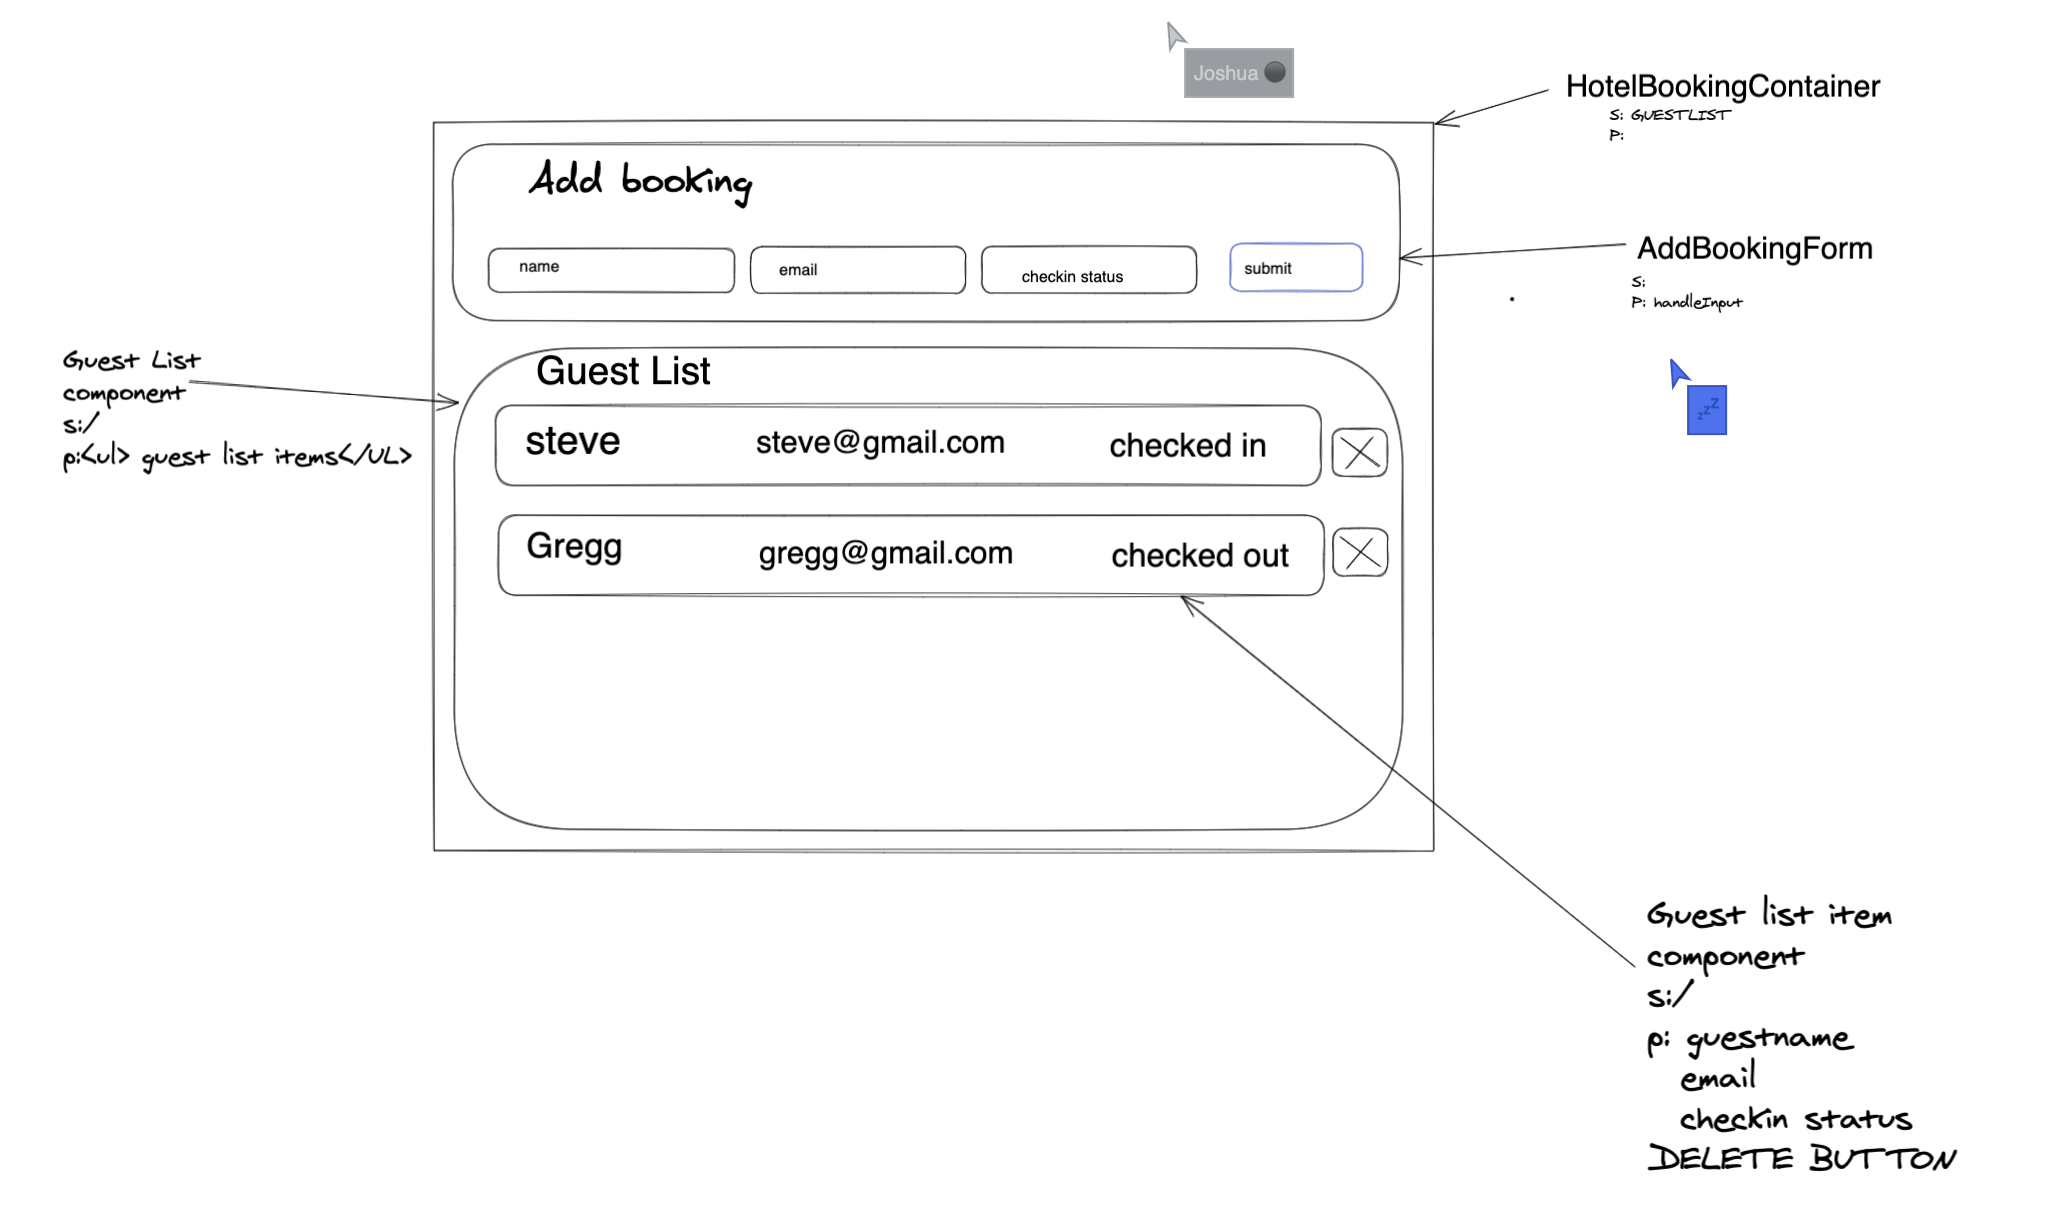 Joshua
HotelBookingContainer
S: GUESTLIST
P:
Add booking
name email checkin status submit
AddBookingForm
S:
P: handleInput
Guest List
component
s:/
p:<ul> guest list items</UL>
Guest List
steve steve@gmail.com checked in
Gregg gregg@gmail.com checked out
zzZ
Guest list item
component
s:/
p: guestname
email
checkin status
DELETE BUTTON